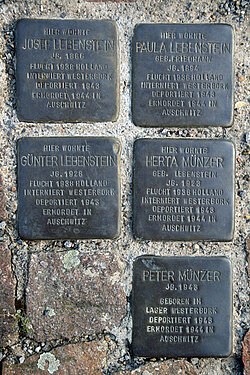 HIER WOHNTE
JOSEF LEBENSTEIN
JG. 1886
FLUCHT 1938 HOLLAND
INTERNIERT WESTERBORK
DEPORTIERT 1943
ERMORDET 1944 IN
AUSCHWITZ
HIER WOHNTE
PAULA LEBENSTEIN
GEB. FRIEDEMANN
JG.
FLUCHT 1938 HOLLAND
INTERNIERT WESTERBORK
DEPORTIERT 1943
ERMORDET 1944 IN
AUSCHWITZ
HIER WOHNTE
GÜNTER LEBENSTEIN
JG. 1928
FLUCHT 1938 HOLLAND
INTERNIERT WESTERBORK
DEPORTIERT 1943
ERMORDET IN
AUSCHWITZ
HIER WOHNTE
HERTA MÜNZER
GEB. LEBENSTEIN
JG. 1923
FLUCHT 1938 HOLLAND
INTERNIERT WESTERBORK
DEPORTIERT 1943
ERMORDET 1944 IN
AUSCHWITZ
PETER MÜNZER
JG. 1943
GEBOREN IN
LAGER WESTERBORK
DEPORTIERT 1943
ERMORDET 1944 IN
AUSCHWITZ